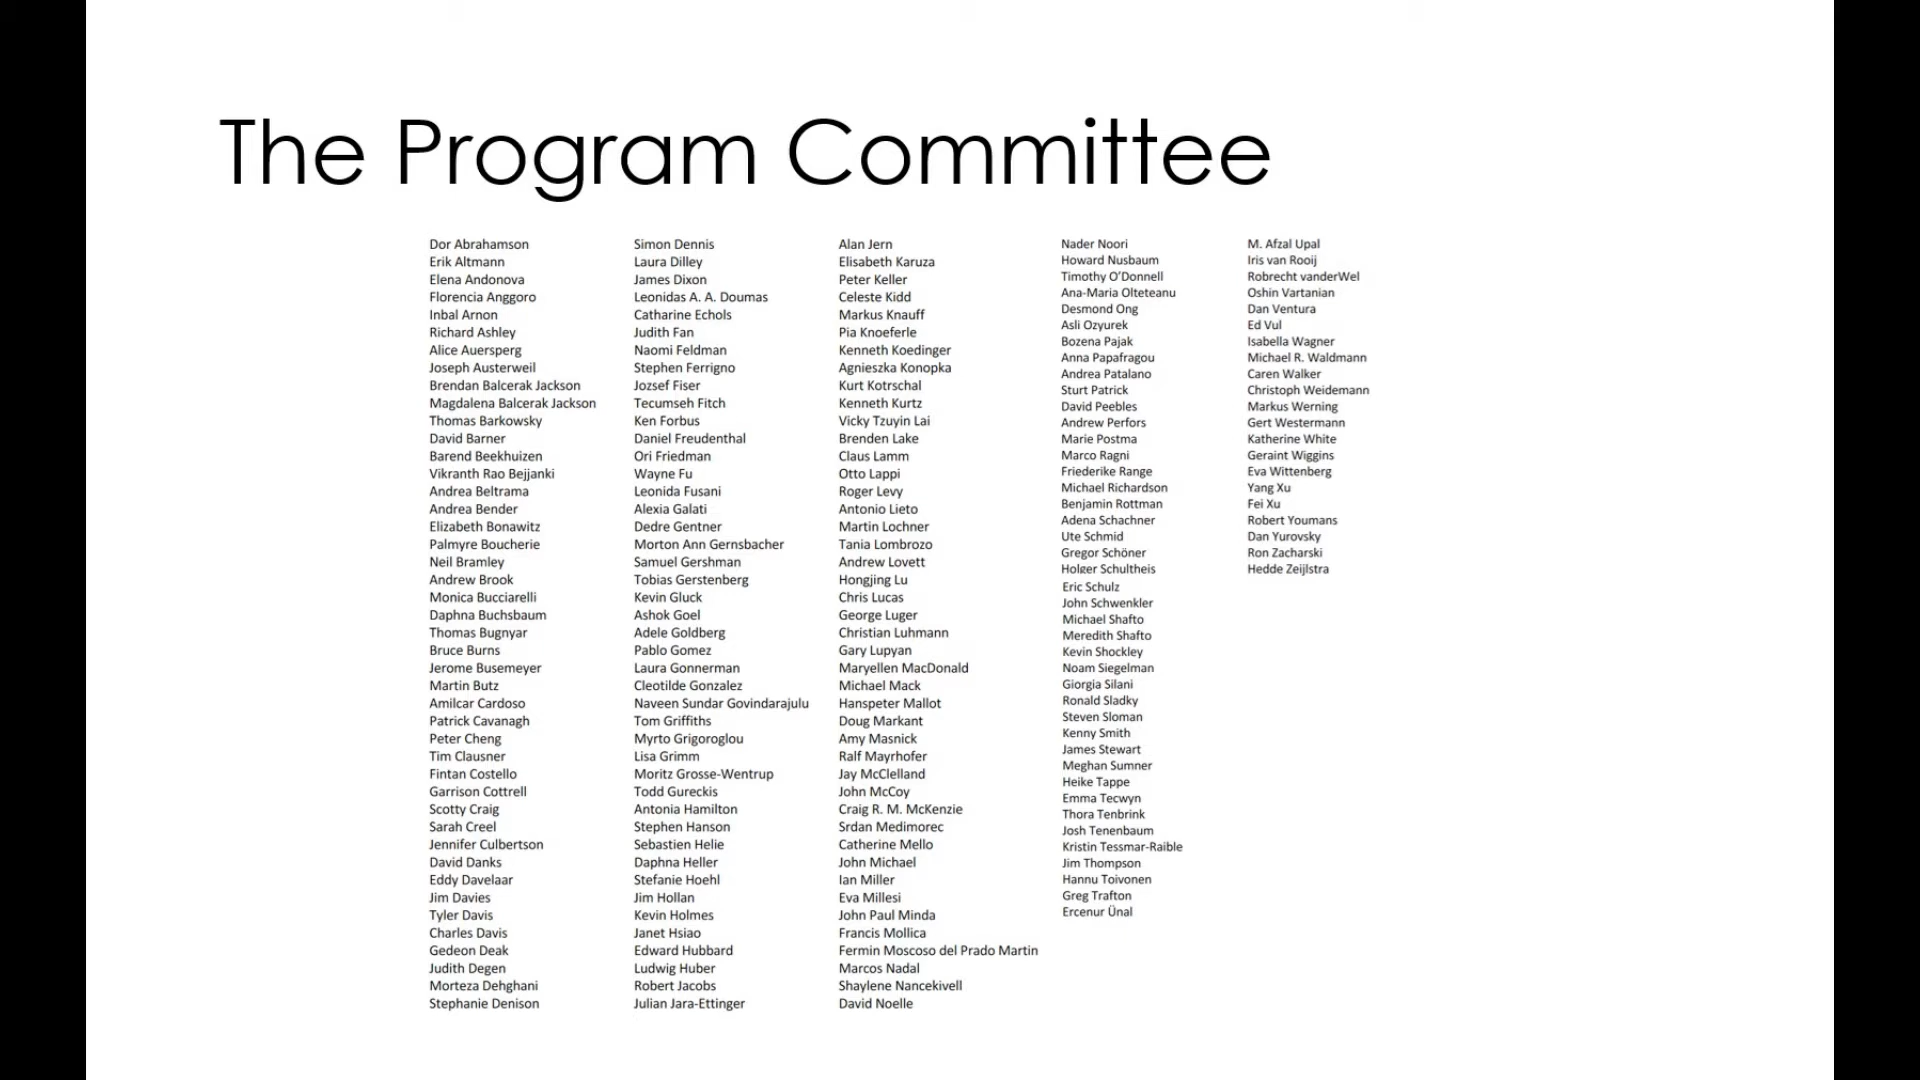 The Program Committee
Dor Abrahamson
Erik Altmann
Elena Andonova
Florencia Anggoro
Inbal Arnon
Richard Ashley
Alice Auersperg
Joseph Austerweil
Brendan Balcerak Jackson
Magdalena Balcerak Jackson
Thomas Barkowsky
David Barner
Barend Beekhuizen
Vikranth Rao Bejjanki
Andrea Beltrama
Andrea Bender
Elizabeth Bonawitz
Palmyre Boucherie
Neil Bramley
Andrew Brook
Monica Bucciarelli
Daphna Buchsbaum
Thomas Bugnyar
Bruce Burns
Jerome Busemeyer
Martin Butz
Amilcar Cardoso
Patrick Cavanagh
Peter Cheng
Tim Clausner
Fintan Costello
Garrison Cottrell
Scotty Craig
Sarah Creel
Jennifer Culbertson
David Danks
Eddy Davelaar
Jim Davies
Tyler Davis
Charles Davis
Gedeon Deak
Judith Degen
Morteza Dehghani
Stephanie Denison
Simon Dennis
Laura Dilley
James Dixon
Leonidas A. A. Doumas
Catharine Echols
Judith Fan
Naomi Feldman
Stephen Ferrigno
Jozsef Fiser
Tecumseh Fitch
Ken Forbus
Daniel Freudenthal
Ori Friedman
Wayne Fu
Leonida Fusani
Alexia Galati
Dedre Gentner
Morton Ann Gernsbacher
Samuel Gershman
Tobias Gerstenberg
Kevin Gluck
Ashok Goel
Adele Goldberg
Pablo Gomez
Laura Gonnerman
Cleotilde Gonzalez
Naveen Sundar Govindarajulu
Tom Griffiths
Myrto Grigoroglou
Lisa Grimm
Moritz Grosse-Wentrup
Todd Gureckis
Antonia Hamilton
Stephen Hanson
Sebastien Helie
Daphna Heller
Stefanie Hoehl
Jim Hollan
Kevin Holmes
Janet Hsiao
Edward Hubbard
Ludwig Huber
Robert Jacobs
Julian Jara-Ettinger
Alan Jern
Elisabeth Karuza
Peter Keller
Celeste Kidd
Markus Knauff
Pia Knoeferle
Kenneth Koedinger
Agnieszka Konopka
Kurt Kotrschal
Kenneth Kurtz
Vicky Tzuyin Lai
Brenden Lake
Claus Lamm
Otto Lappi
Roger Levy
Antonio Lieto
Martin Lochner
Tania Lombrozo
Andrew Lovett
Hongjing Lu
Chris Lucas
George Luger
Christian Luhmann
Gary Lupyan
Maryellen MacDonald
Michael Mack
Hanspeter Mallot
Doug Markant
Amy Masnick
Ralf Mayrhofer
Jay McClelland
John McCoy
Craig R. M. McKenzie
Srdan Medimorec
Catherine Mello
John Michael
Ian Miller
Eva Millesi
John Paul Minda
Francis Mollica
Fermin Moscoso del Prado Martin
Marcos Nadal
Shaylene Nancekivell
David Noelle
Nader Noori
Howard Nusbaum
Timothy O’Donnell
Ana-Maria Olteteanu
Desmond Ong
Asli Ozyurek
Bozena Pajak
Anna Papafragou
Andrea Patalano
Sturt Patrick
David Peebles
Andrew Perfors
Marie Postma
Marco Ragni
Friederike Range
Michael Richardson
Benjamin Rottman
Adena Schachner
Ute Schmid
Gregor Schöner
Holger Schultheis
Eric Schulz
John Schwenkler
Michael Shafto
Meredith Shafto
Kevin Shockley
Noam Siegelman
Giorgia Silani
Ronald Sladky
Steven Sloman
Kenny Smith
James Stewart
Meghan Sumner
Heike Tappe
Emma Tecwyn
Thora Tenbrink
Josh Tenenbaum
Kristin Tessmar-Raible
Jim Thompson
Hannu Toivonen
Greg Trafton
Ercenur Ünal
M. Afzal Upal
Iris van Rooij
Robrecht vanderWel
Oshin Vartanian
Dan Ventura
Ed Vul
Isabella Wagner
Michael R. Waldmann
Caren Walker
Christoph Weidemann
Markus Werning
Gert Westermann
Katherine White
Geraint Wiggins
Eva Wittenberg
Yang Xu
Fei Xu
Robert Youmans
Dan Yurovsky
Ron Zacharski
Hedde Zeijlstra